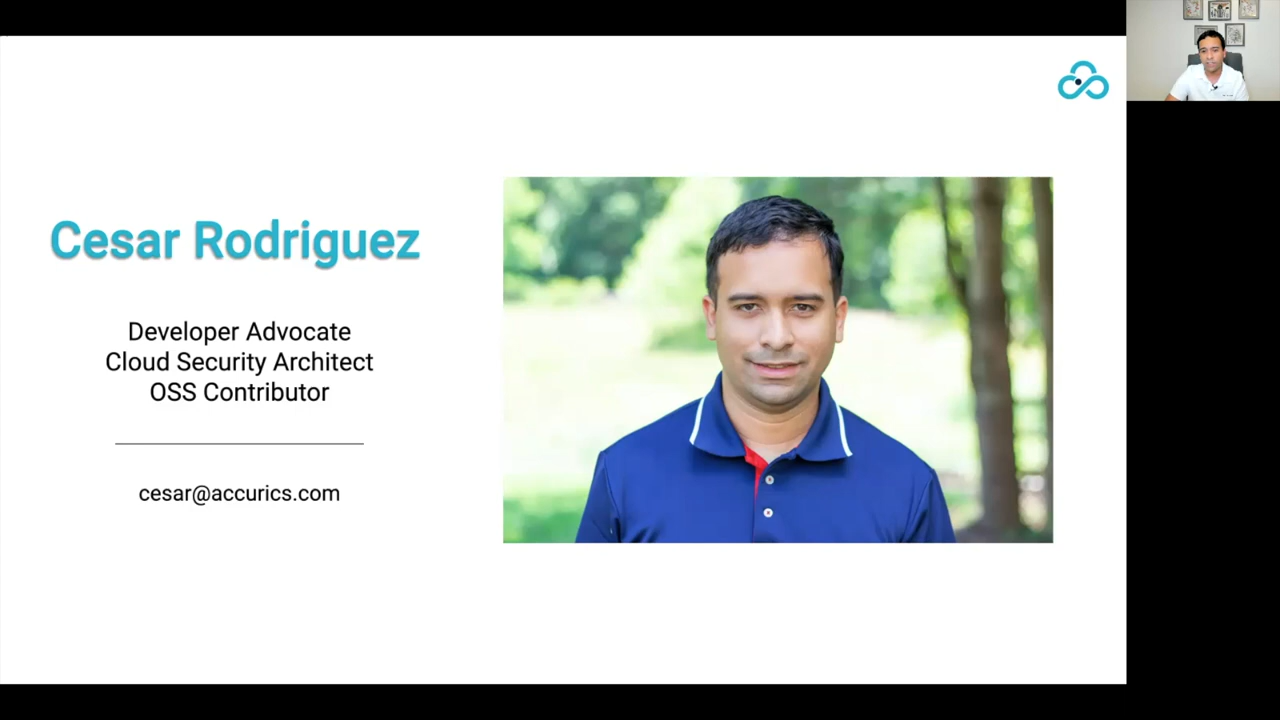 Cesar Rodriguez
Developer Advocate
Cloud Security Architect
OSS Contributor
cesar@accurics.com